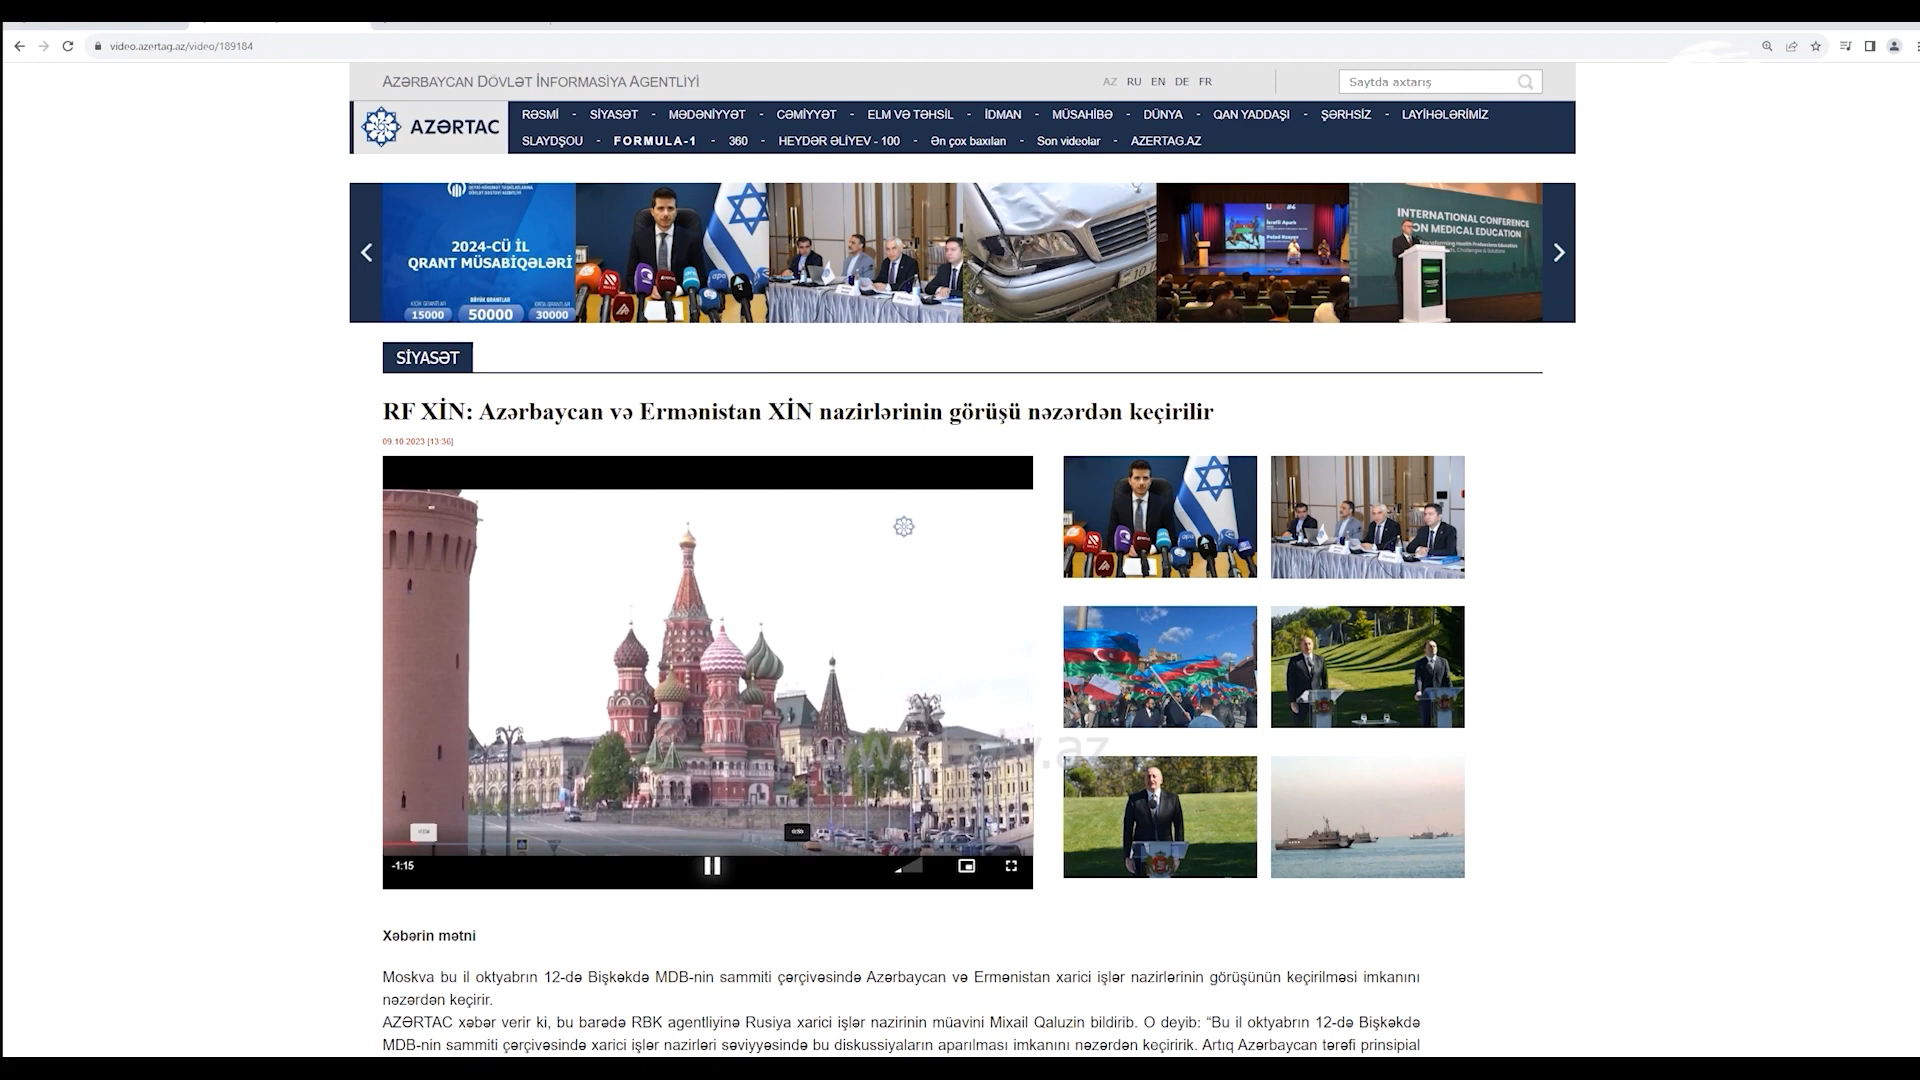 video.azertag.az/video/189184
AZƏRBAYCAN DÖVLƏT İNFORMASİYA AGENTLİYİ
AZ RU EN DE FR
Saytda axtarış
AZƏRTAC
RƏSMİ - SİYASƏT - MƏDƏNİYYƏT - CƏMİYYƏT - ELM VƏ TƏHSİL - İDMAN - MÜSAHİBƏ - DÜNYA - QAN YADDAŞI - ŞƏRHSİZ - LAYİHƏLƏRİMİZ
SLAYDŞOU - FORMULA-1 - 360 - HEYDƏR ƏLİYEV - 100 - Ən çox baxılan - Son videolar - AZERTAG.AZ
2024-CÜ İL
QRANT MÜSABİQƏLƏRİ
BÖYÜK QRANTLAR
15000 50000 30000
INTERNATIONAL CONFERENCE
ON MEDICAL EDUCATION
SİYASƏT
RF XİN: Azərbaycan və Ermənistan XİN nazirlərinin görüşü nəzərdən keçirilir
09.10.2023 [13:36]
0:50
-1:15
Xəbərin mətni
Moskva bu il oktyabrın 12-də Bişkəkdə MDB-nin sammiti çərçivəsində Azərbaycan və Ermənistan xarici işlər nazirlərinin görüşünün keçirilməsi imkanını
nəzərdən keçirir.
AZƏRTAC xəbər verir ki, bu barədə RBK agentliyinə Rusiya xarici işlər nazirinin müavini Mixail Qaluzin bildirib. O deyib: “Bu il oktyabrın 12-də Bişkəkdə
MDB-nin sammiti çərçivəsində xarici işlər nazirləri səviyyəsində bu diskussiyaların aparılması imkanını nəzərdən keçiririk. Artıq Azərbaycan tərəfi prinsipial